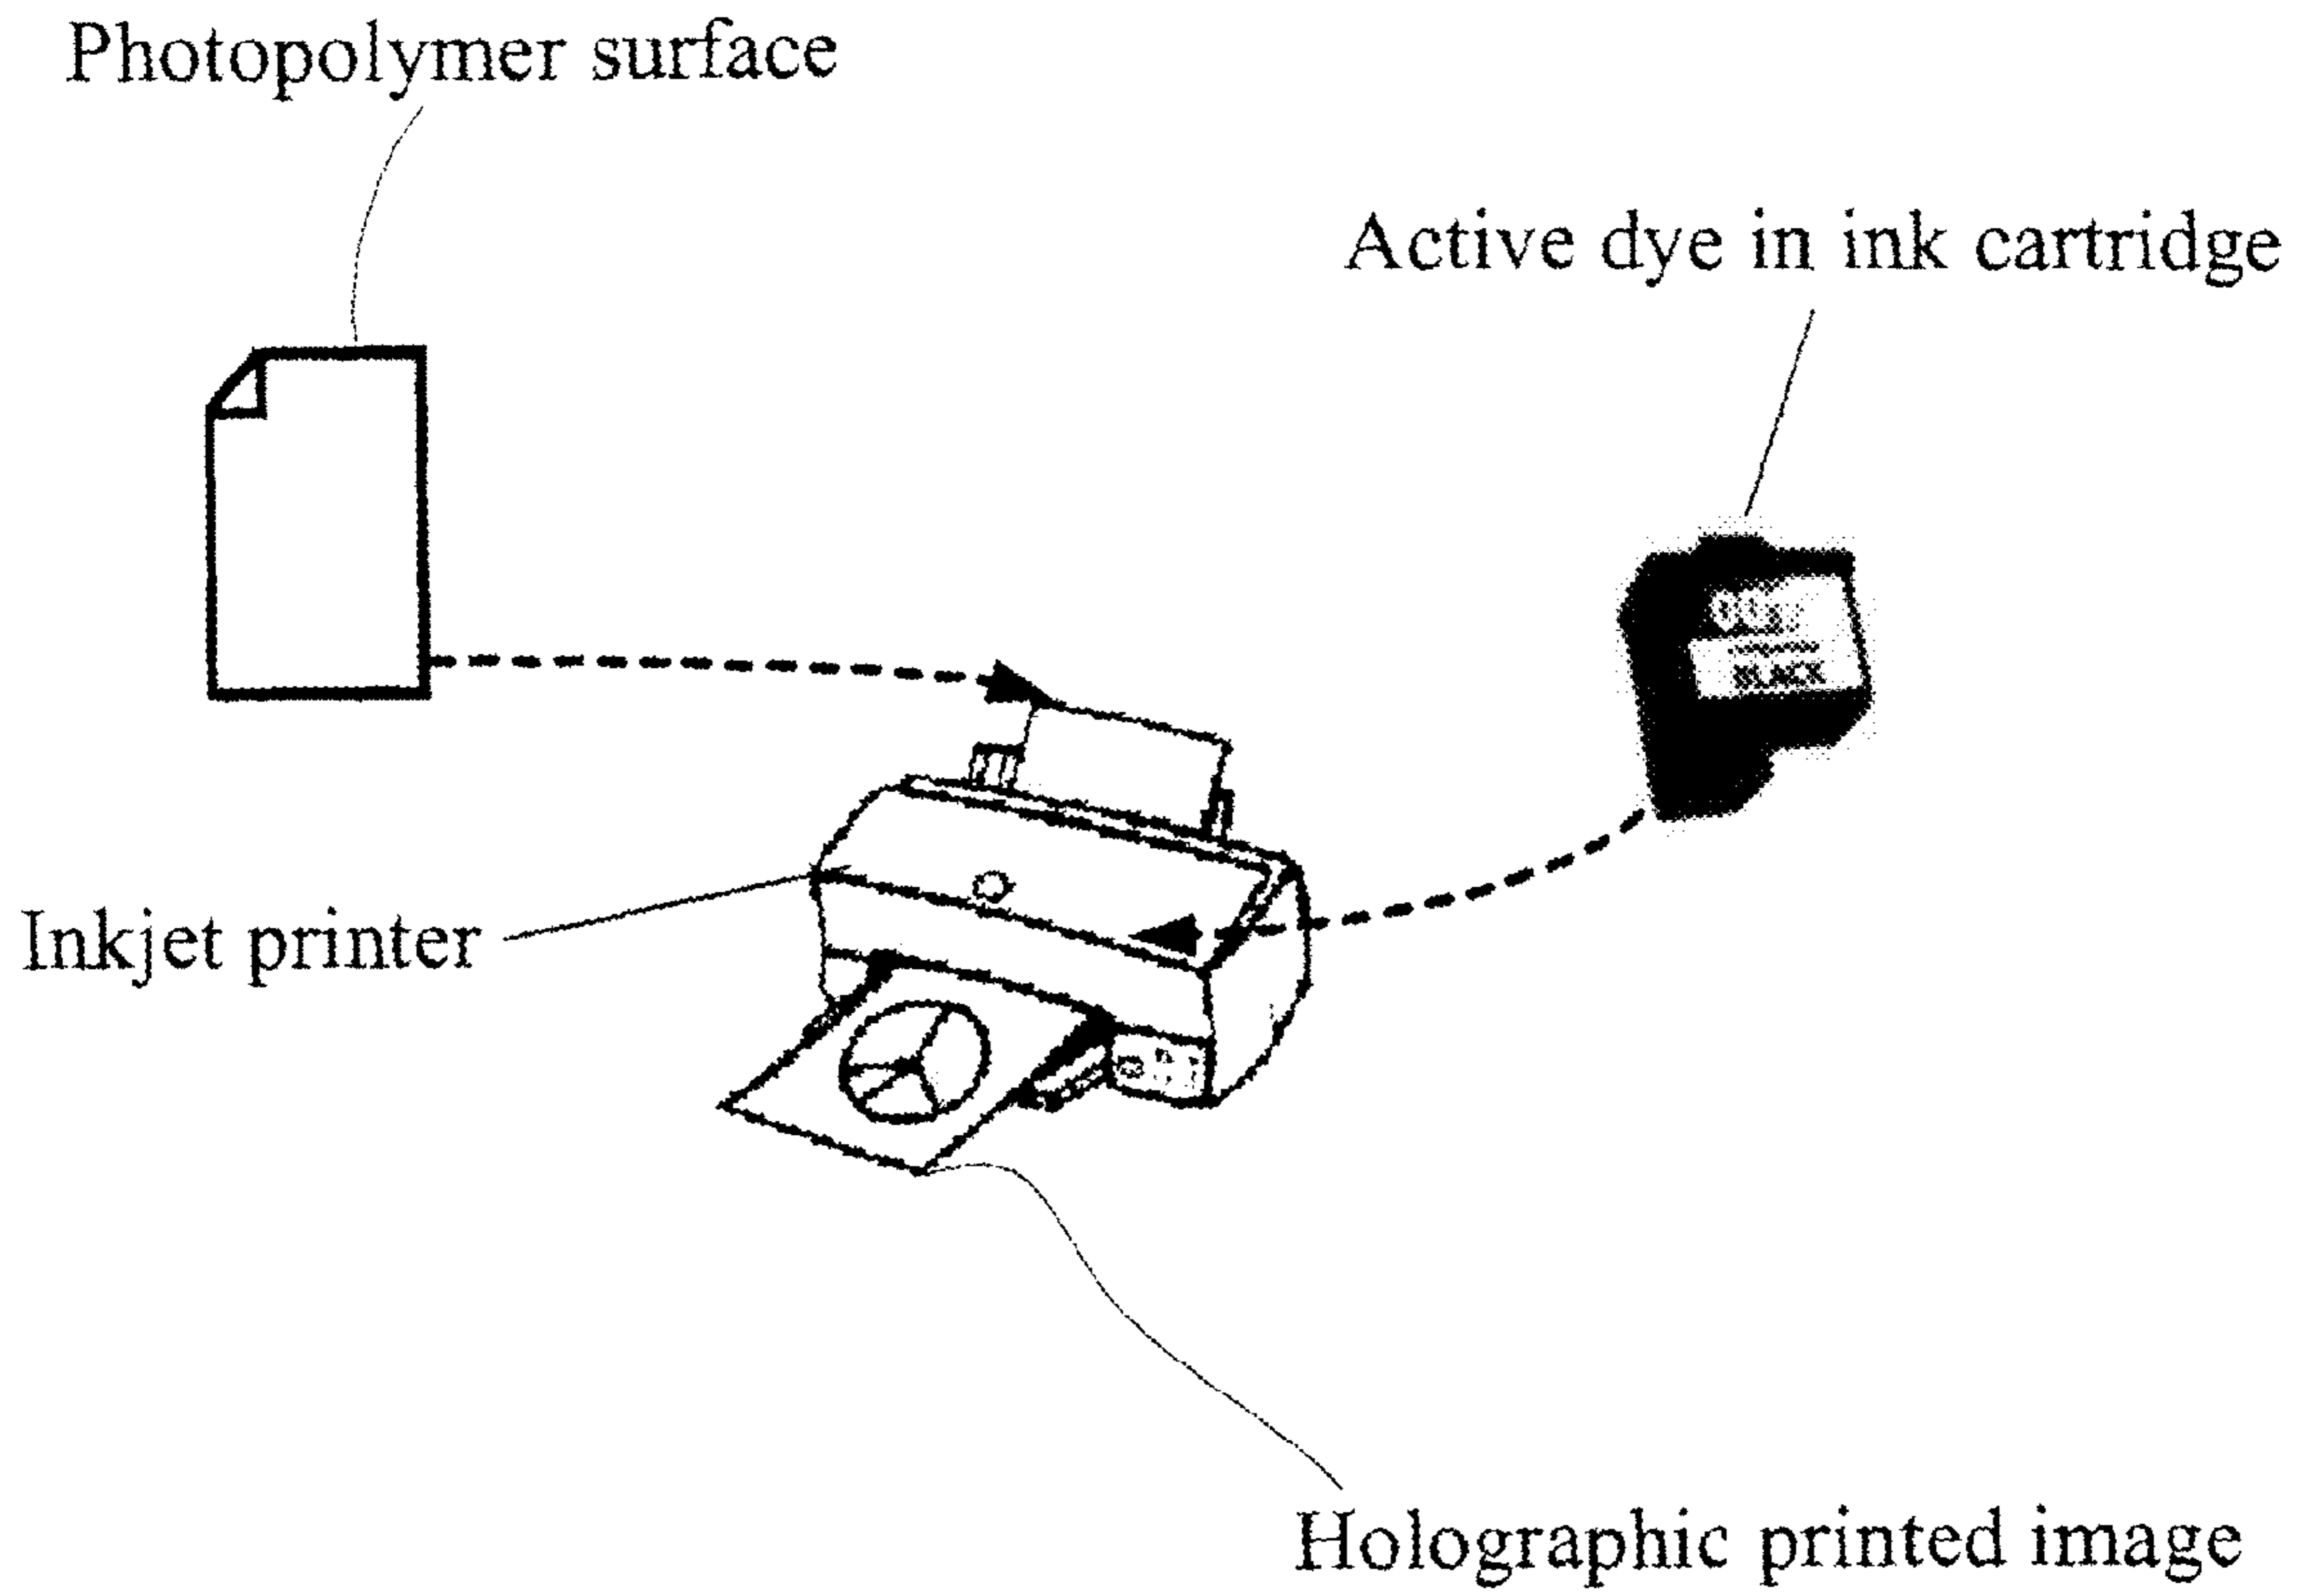 Photopolymer surface
Active dye in ink cartridge
BLACK
Inkjet printer
Holographic printed image